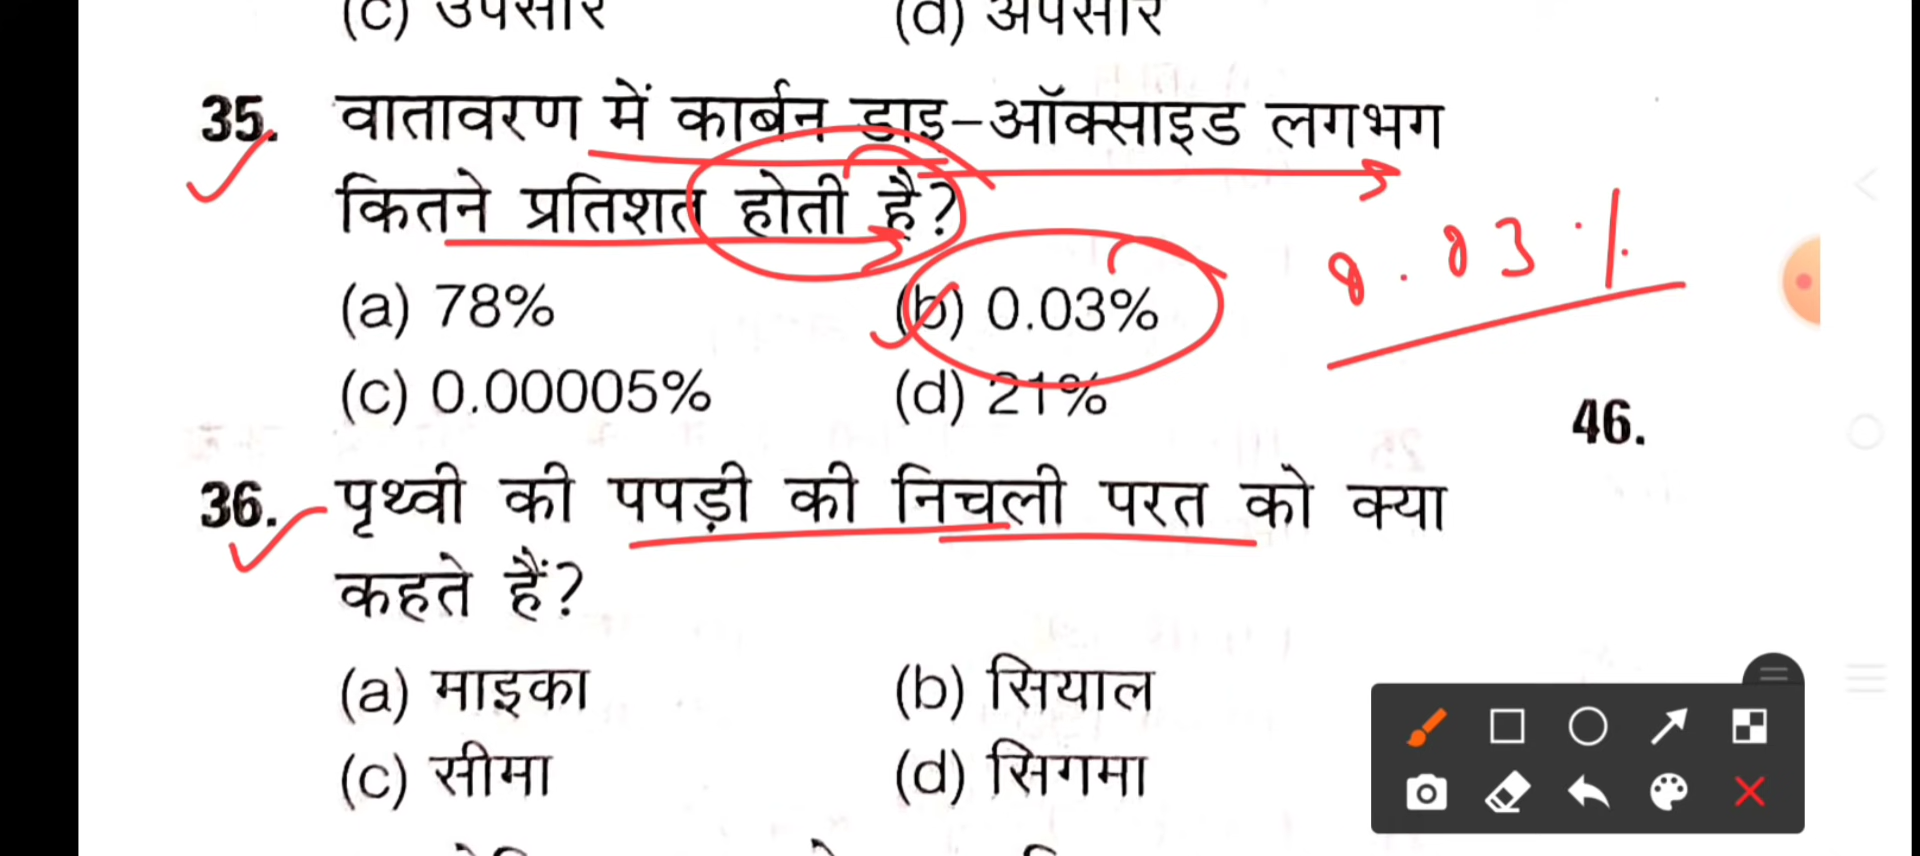 (c) उपसार (d) अपसार
35. वातावरण में कार्बन डाइ-ऑक्साइड लगभग
कितने प्रतिशत होती है?
(a) 78% (b) 0.03%
(c) 0.00005% (d) 21%
0.03%
36. पृथ्वी की पपड़ी की निचली परत को क्या
कहते हैं?
(a) माइका (b) सियाल
(c) सीमा (d) सिगमा
46.